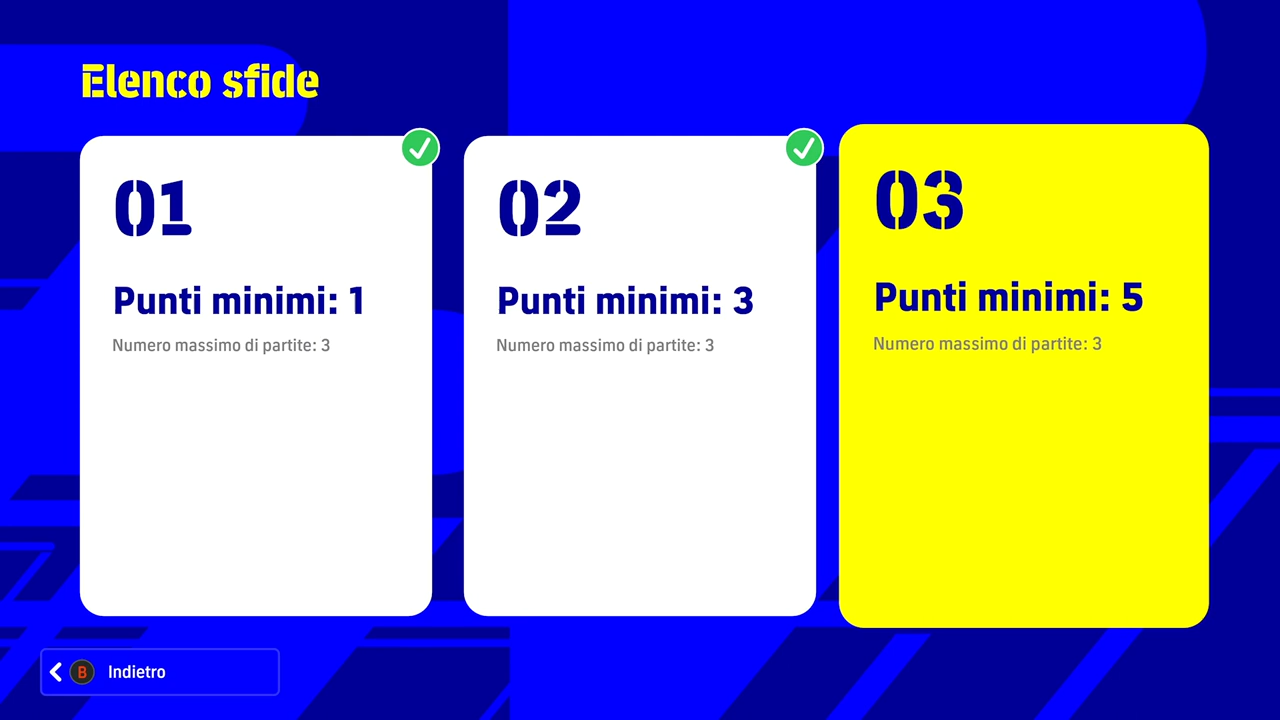 Elenco sfide
01
Punti minimi: 1
Numero massimo di partite: 3
02
Punti minimi: 3
Numero massimo di partite: 3
03
Punti minimi: 5
Numero massimo di partite: 3
B Indietro